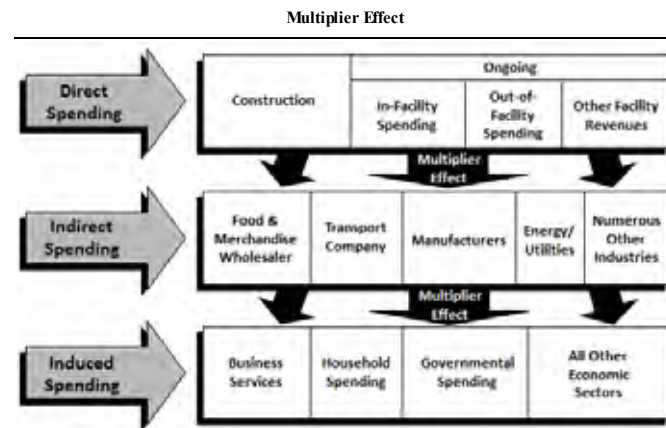 Multiplier Effect
Direct
Spending
Construction
Ongoing
In-Facility
Spending
Out-of-
Facility
Spending
Other Facility
Revenues
Multiplier
Effect
Indirect
Spending
Food &
Merchandise
Wholesaler
Transport
Company
Manufacturers
Energy/
Utilities
Numerous
Other
Industries
Multiplier
Effect
Induced
Spending
Business
Services
Household
Spending
Governmental
Spending
All Other
Economic
Sectors